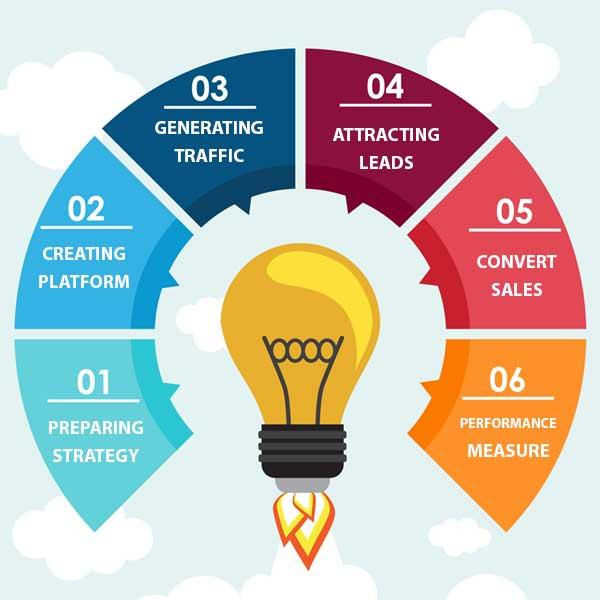 01
PREPARING
STRATEGY
02
CREATING
PLATFORM
03
GENERATING
TRAFFIC
04
ATTRACTING
LEADS
05
CONVERT
SALES
06
PERFORMANCE
MEASURE